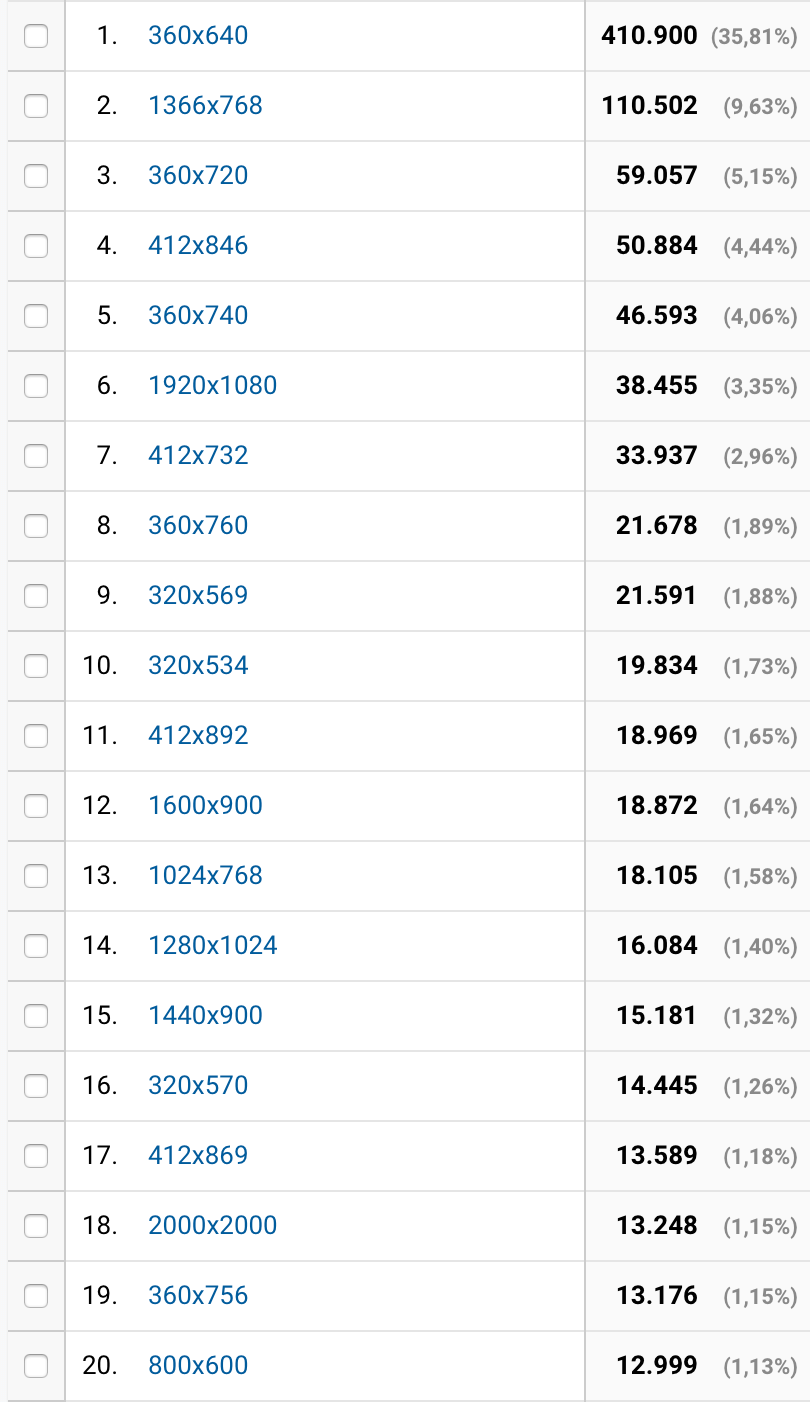 1. 360x640 410.900 (35,81%)
2. 1366x768 110.502 (9,63%)
3. 360x720 59.057 (5,15%)
4. 412x846 50.884 (4,44%)
5. 360x740 46.593 (4,06%)
6. 1920x1080 38.455 (3,35%)
7. 412x732 33.937 (2,96%)
8. 360x760 21.678 (1,89%)
9. 320x569 21.591 (1,88%)
10. 320x534 19.834 (1,73%)
11. 412x892 18.969 (1,65%)
12. 1600x900 18.872 (1,64%)
13. 1024x768 18.105 (1,58%)
14. 1280x1024 16.084 (1,40%)
15. 1440x900 15.181 (1,32%)
16. 320x570 14.445 (1,26%)
17. 412x869 13.589 (1,18%)
18. 2000x2000 13.248 (1,15%)
19. 360x756 13.176 (1,15%)
20. 800x600 12.999 (1,13%)